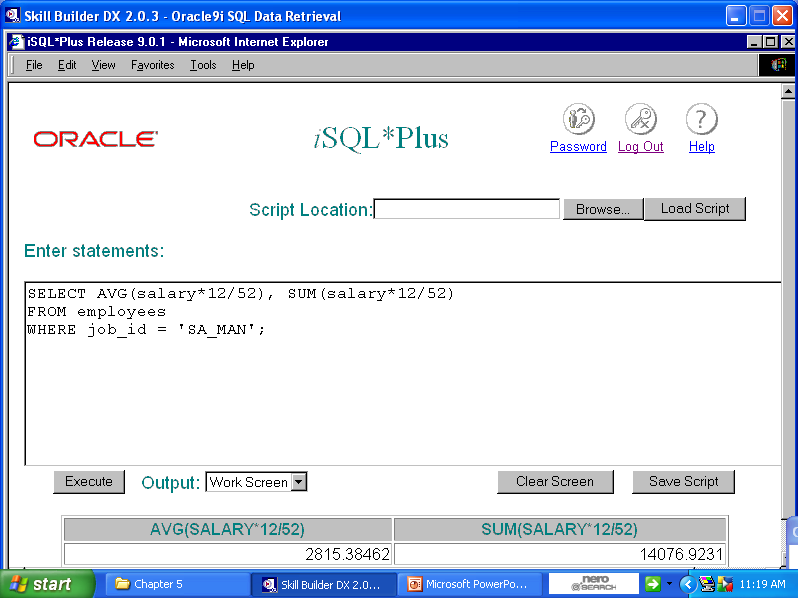 Skill Builder DX 2.0.3 - Oracle9i SQL Data Retrieval
iSQL*Plus Release 9.0.1 - Microsoft Internet Explorer
File Edit View Favorites Tools Help
ORACLE
iSQL*Plus
Password Log Out Help
Script Location: Browse... Load Script
Enter statements:
SELECT AVG(salary*12/52), SUM(salary*12/52)
FROM employees
WHERE job_id = 'SA_MAN';
Execute Output: Work Screen Clear Screen Save Script
AVG(SALARY*12/52) SUM(SALARY*12/52)
2815.38462 14076.9231
start Chapter 5 Skill Builder DX 2.0... Microsoft PowerPo... nero @SEARCH 11:19 AM